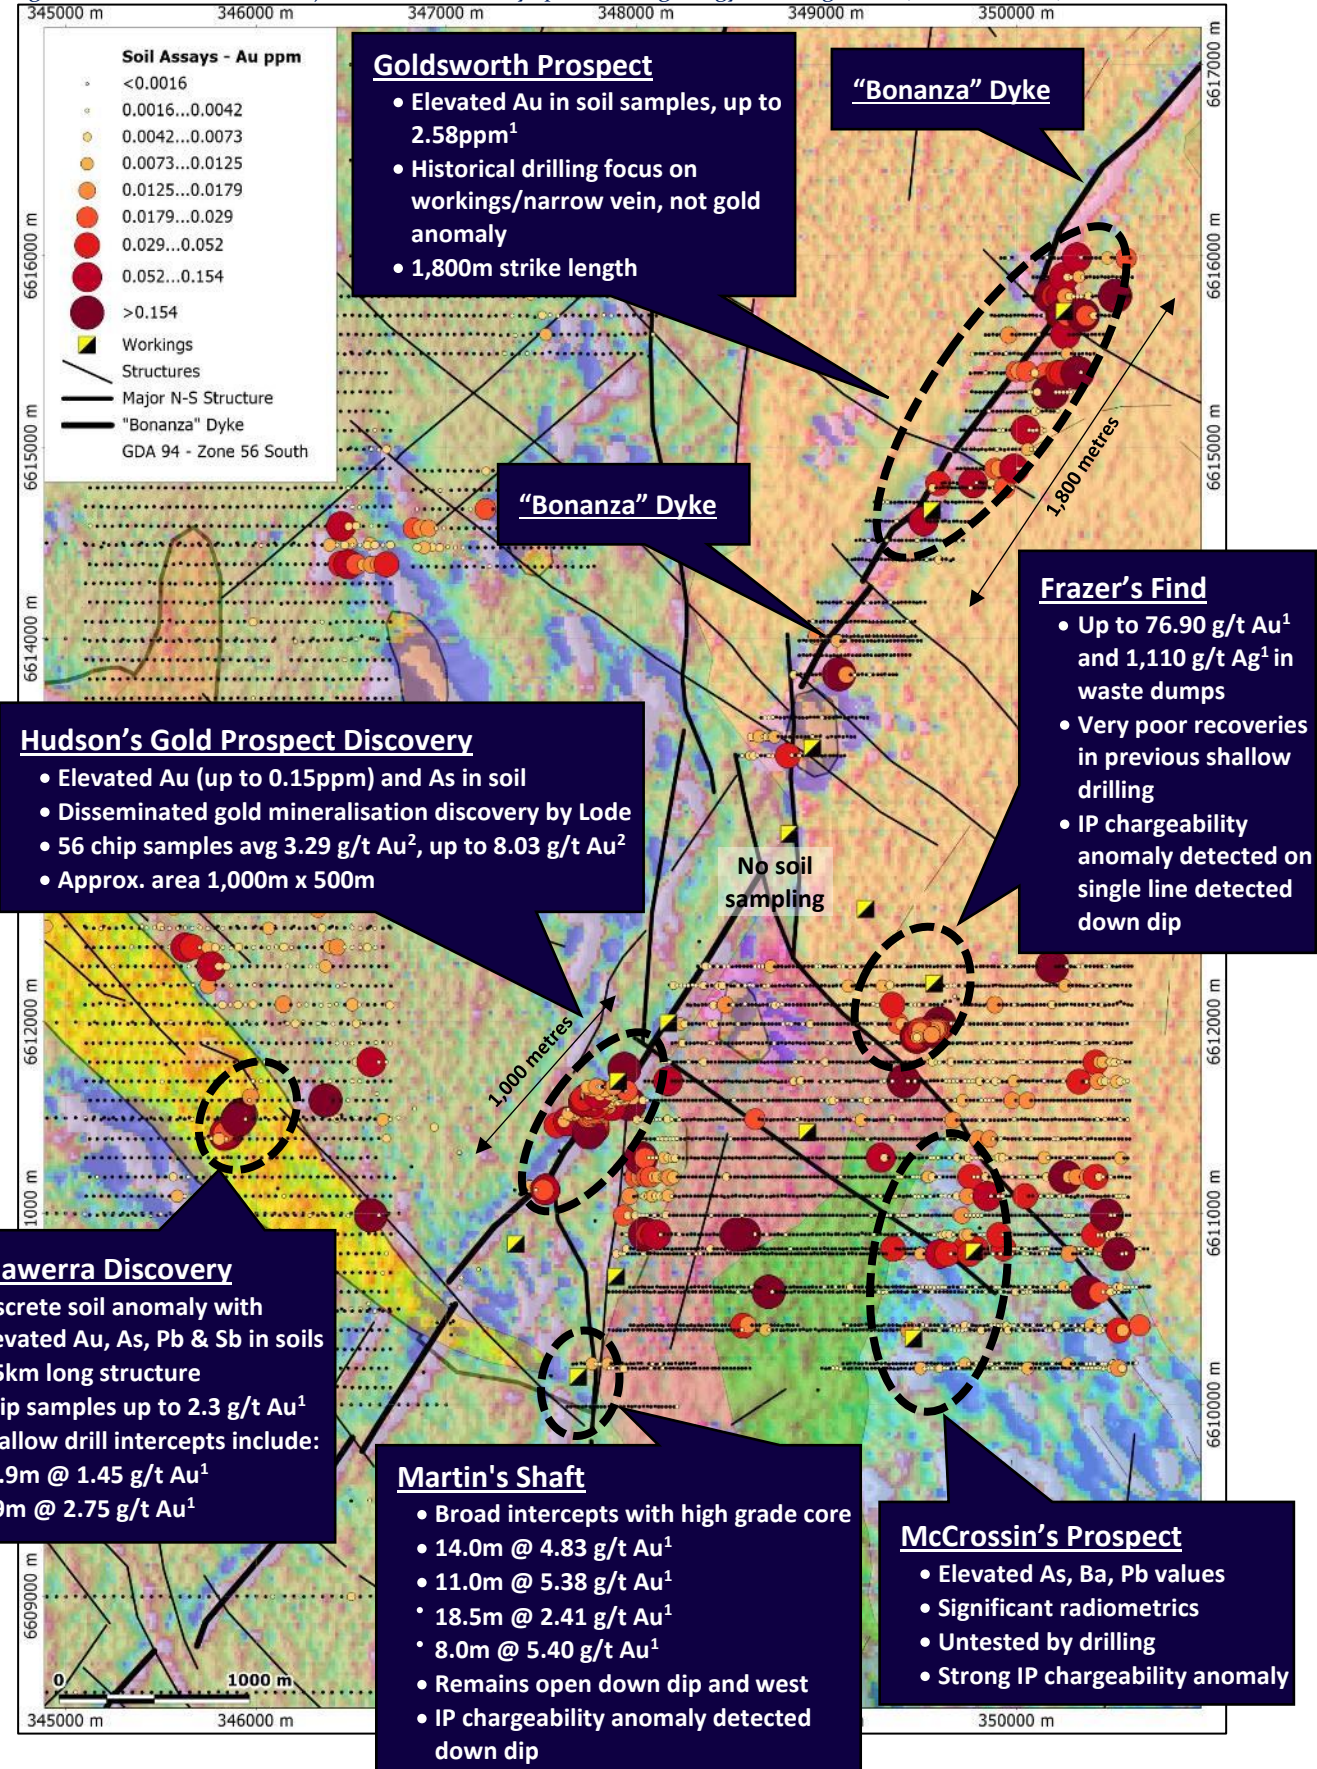 345000 m
346000 m
347000 m
348000 m
349000 m
350000 m
Soil Assays - Au ppm
<0.0016
0.0016...0.0042
0.0042...0.0073
0.0073...0.0125
0.0125...0.0179
0.0179...0.029
0.029...0.052
0.052...0.154
>0.154
Workings
Structures
Major N-S Structure
"Bonanza" Dyke
GDA 94 - Zone 56 South
Goldsworth Prospect
• Elevated Au in soil samples, up to
2.58ppm¹
• Historical drilling focus on
workings/narrow vein, not gold
anomaly
• 1,800m strike length
“Bonanza” Dyke
6617000 m
6616000 m
6616000 m
6615000 m
6615000 m
1,800 metres
“Bonanza” Dyke
6614000 m
Frazer’s Find
• Up to 76.90 g/t Au¹
and 1,110 g/t Ag¹ in
waste dumps
• Very poor recoveries
in previous shallow
drilling
• IP chargeability
anomaly detected on
single line detected
down dip
Hudson’s Gold Prospect Discovery
• Elevated Au (up to 0.15ppm) and As in soil
• Disseminated gold mineralisation discovery by Lode
• 56 chip samples avg 3.29 g/t Au², up to 8.03 g/t Au²
• Approx. area 1,000m x 500m
No soil
sampling
6612000 m
6612000 m
1,000 metres
1000 m
6611000 m
awerra Discovery
screte soil anomaly with
evated Au, As, Pb & Sb in soils
5km long structure
ip samples up to 2.3 g/t Au¹
allow drill intercepts include:
.9m @ 1.45 g/t Au¹
9m @ 2.75 g/t Au¹
6610000 m
Martin's Shaft
• Broad intercepts with high grade core
• 14.0m @ 4.83 g/t Au¹
• 11.0m @ 5.38 g/t Au¹
• 18.5m @ 2.41 g/t Au¹
• 8.0m @ 5.40 g/t Au¹
• Remains open down dip and west
• IP chargeability anomaly detected
down dip
McCrossin’s Prospect
• Elevated As, Ba, Pb values
• Significant radiometrics
• Untested by drilling
• Strong IP chargeability anomaly
6609000 m
0 1000 m
345000 m
346000 m
350000 m